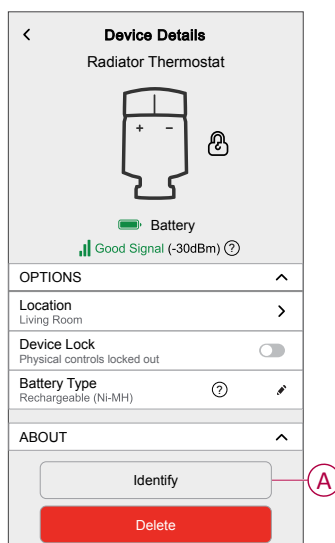 Device Details
Radiator Thermostat
+ -
Battery
Good Signal (-30dBm) ?
OPTIONS
Location
Living Room
Device Lock
Physical controls locked out
Battery Type
Rechargeable (Ni-MH)
?
ABOUT
Identify
A
Delete